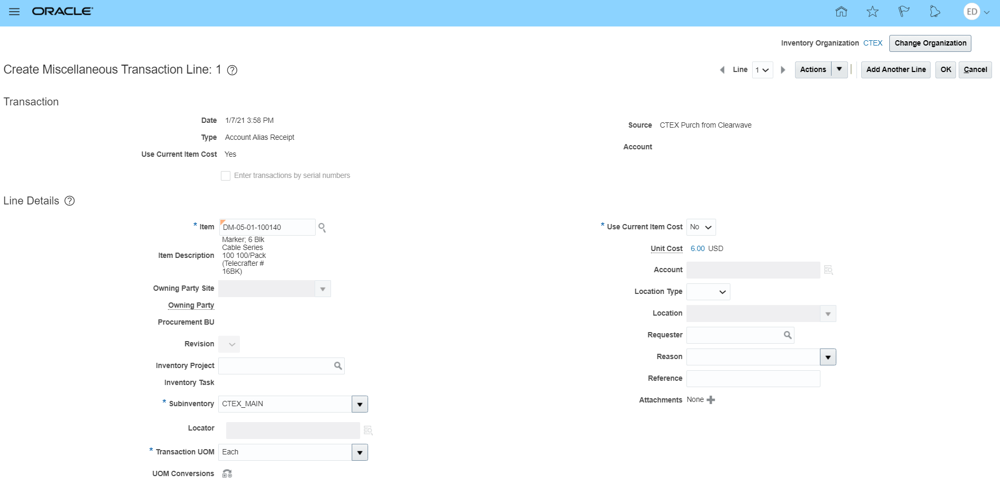 ORACLE
ED
Inventory Organization CTEX Change Organization
Create Miscellaneous Transaction Line: 1
Line 1 Actions Add Another Line OK Cancel
Transaction
Date 1/7/21 3:58 PM
Type Account Alias Receipt
Use Current Item Cost Yes
Enter transactions by serial numbers
Source CTEX Purch from Clearwave
Account
Line Details
* Item DM-05-01-100140
Item Description Marker; 6 Blk
Cable Series
100 100/Pack
(Telecrafter #
16BK)
Owning Party Site
Owning Party
Procurement BU
Revision
Inventory Project
Inventory Task
* Subinventory CTEX_MAIN
Locator
* Transaction UOM Each
UOM Conversions
* Use Current Item Cost No
Unit Cost 6.00 USD
Account
Location Type
Location
Requester
Reason
Reference
Attachments None